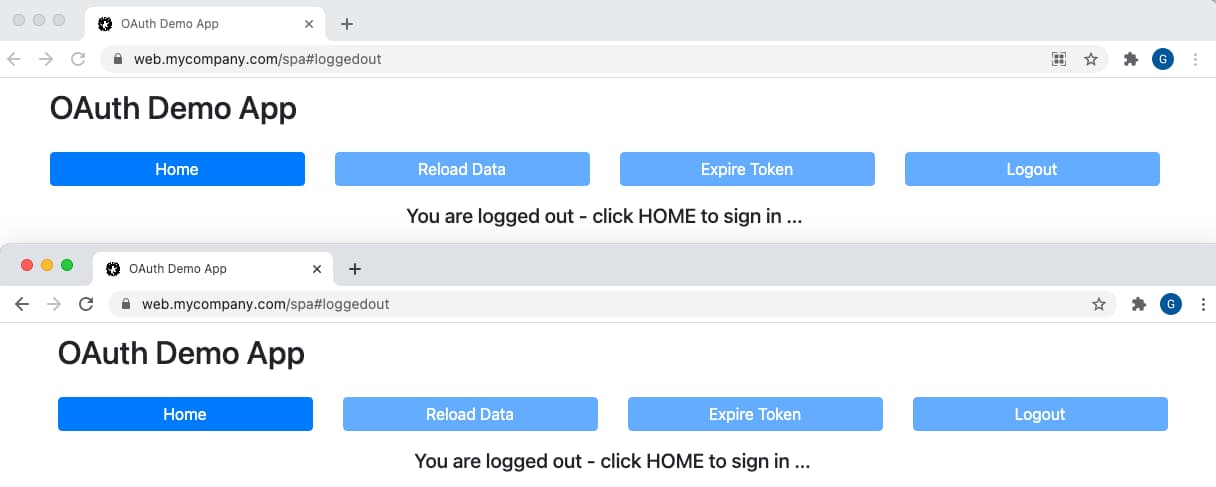 OAuth Demo App
web.mycompany.com/spa#loggedout
G
OAuth Demo App
Home Reload Data Expire Token Logout
You are logged out - click HOME to sign in ...
OAuth Demo App
web.mycompany.com/spa#loggedout
G
OAuth Demo App
Home Reload Data Expire Token Logout
You are logged out - click HOME to sign in ...